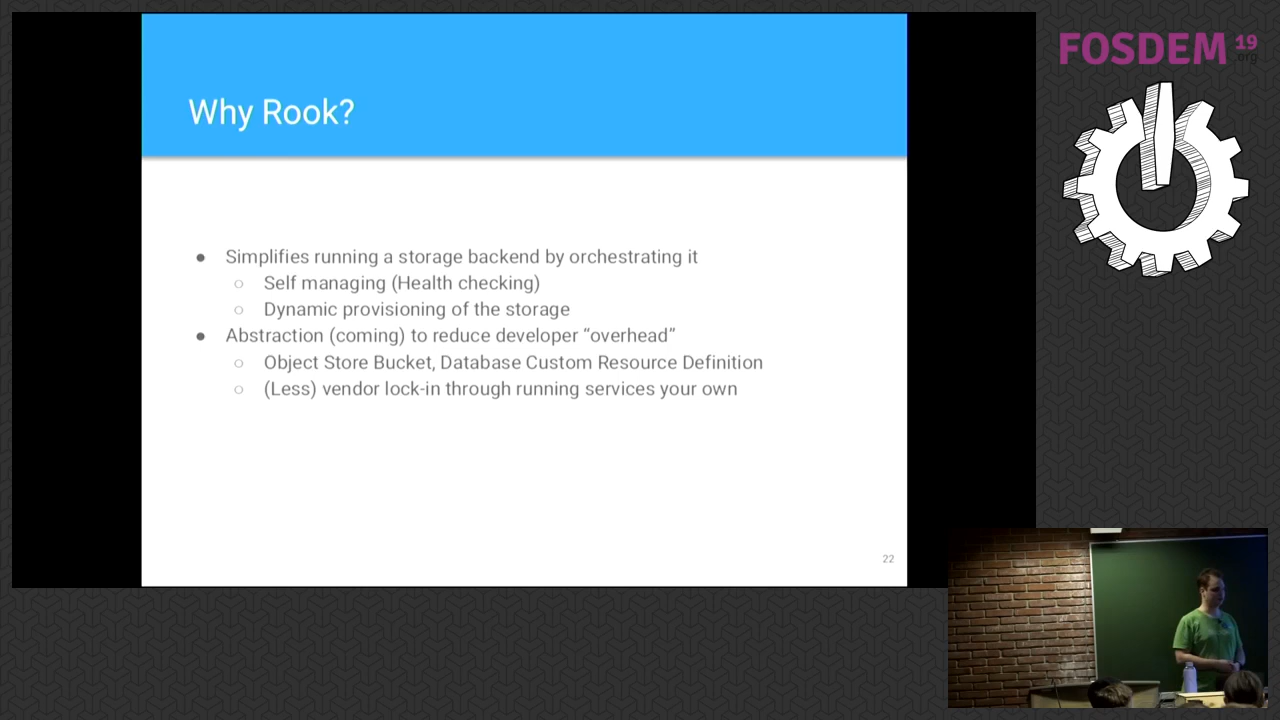 Why Rook?
● Simplifies running a storage backend by orchestrating it
○ Self managing (Health checking)
○ Dynamic provisioning of the storage
● Abstraction (coming) to reduce developer “overhead”
○ Object Store Bucket, Database Custom Resource Definition
○ (Less) vendor lock-in through running services your own
22
FOSDEM 19
.org